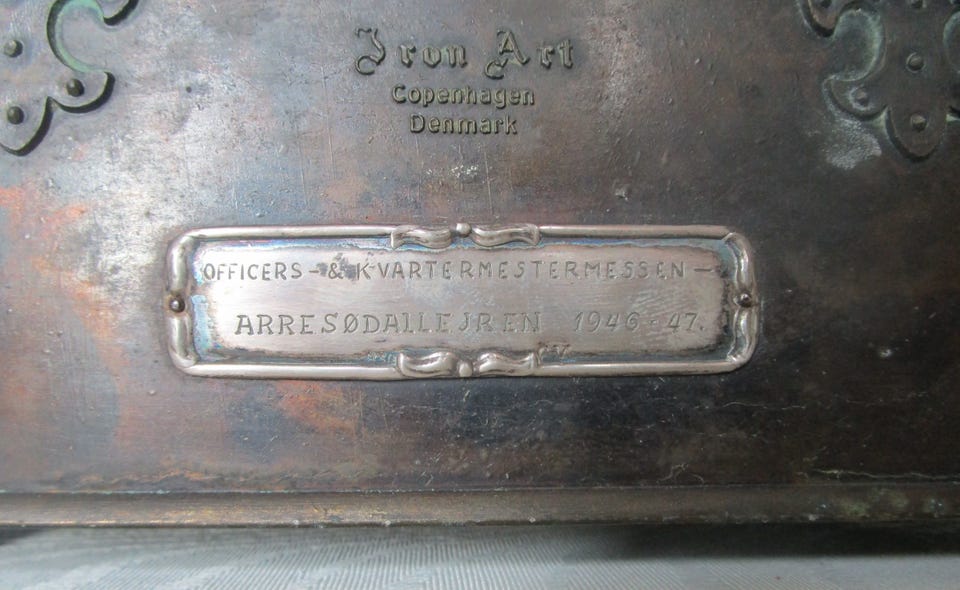 Iron Art
Copenhagen
Denmark
OFFICERS - & KVARTERMESTERMESSEN -
ARRESØDALLEJREN 1946 - 47.